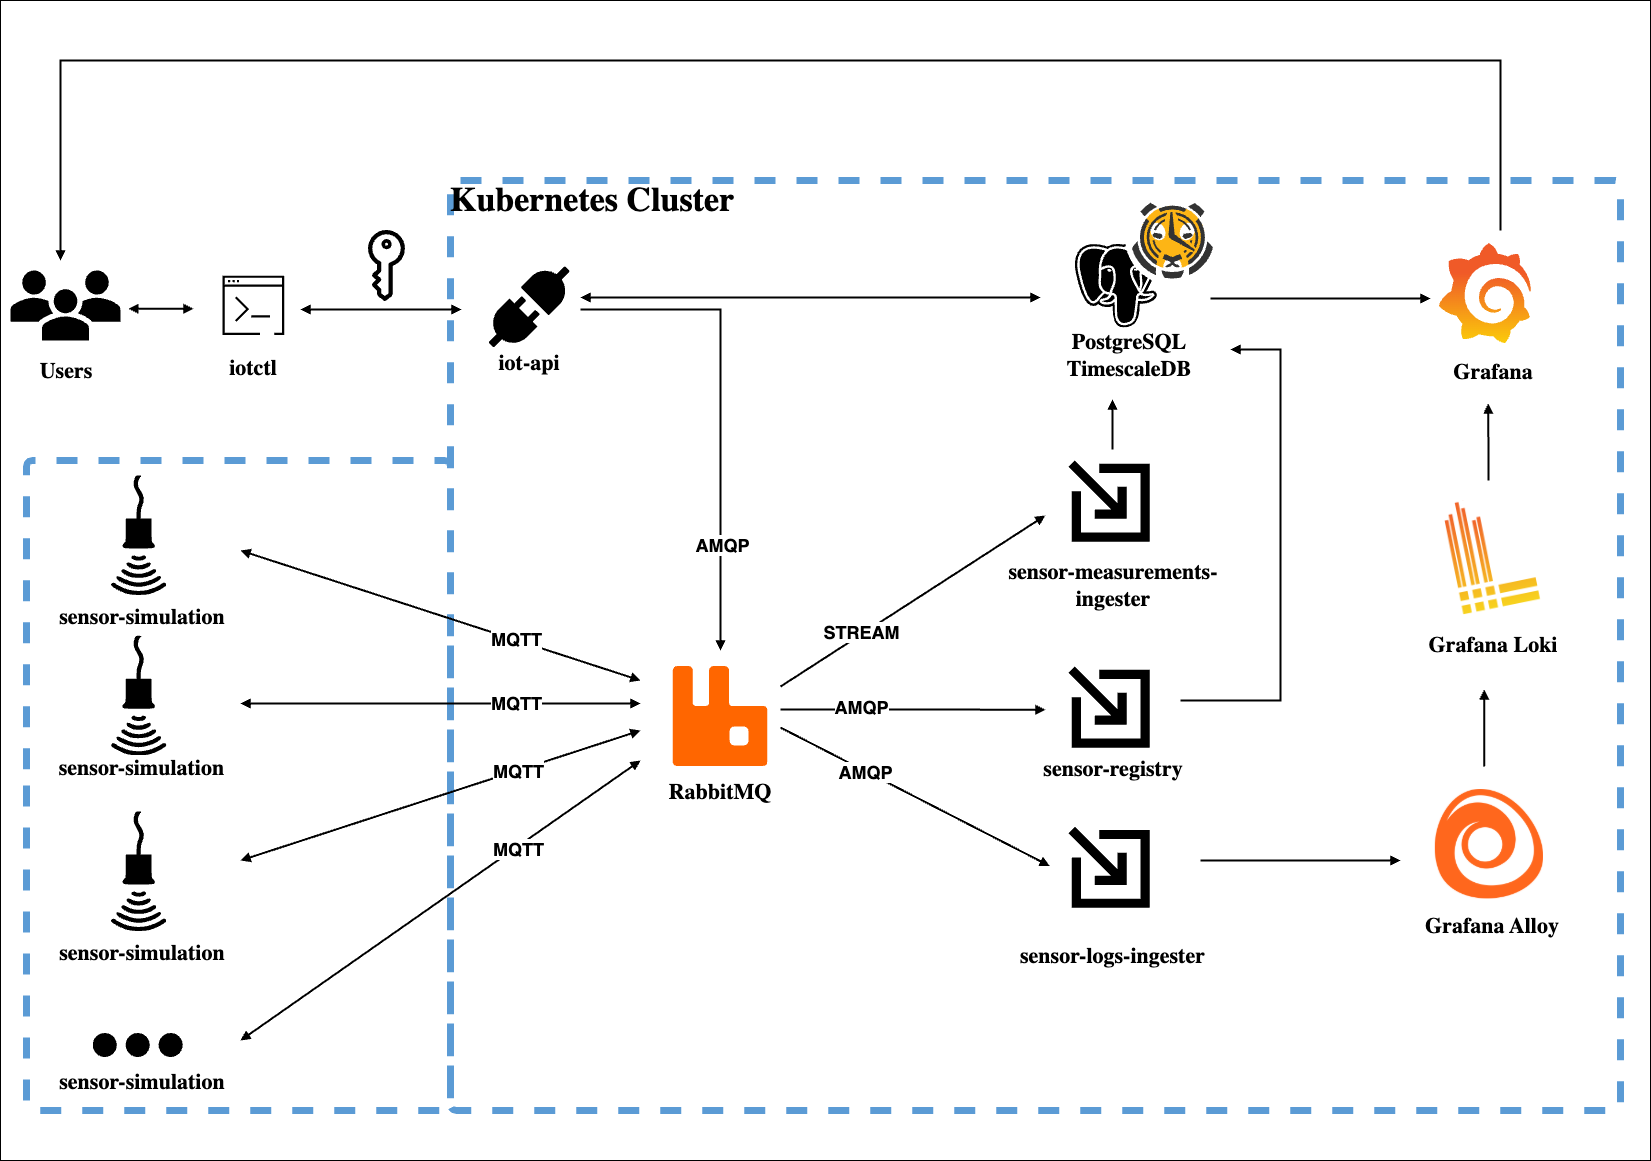 Kubernetes Cluster
Users
iotctl
iot-api
PostgreSQL
TimescaleDB
Grafana
AMQP
sensor-simulation
MQTT
sensor-simulation
MQTT
sensor-simulation
MQTT
sensor-simulation
MQTT
RabbitMQ
STREAM
AMQP
AMQP
sensor-measurements-
ingester
sensor-registry
sensor-logs-ingester
Grafana Loki
Grafana Alloy